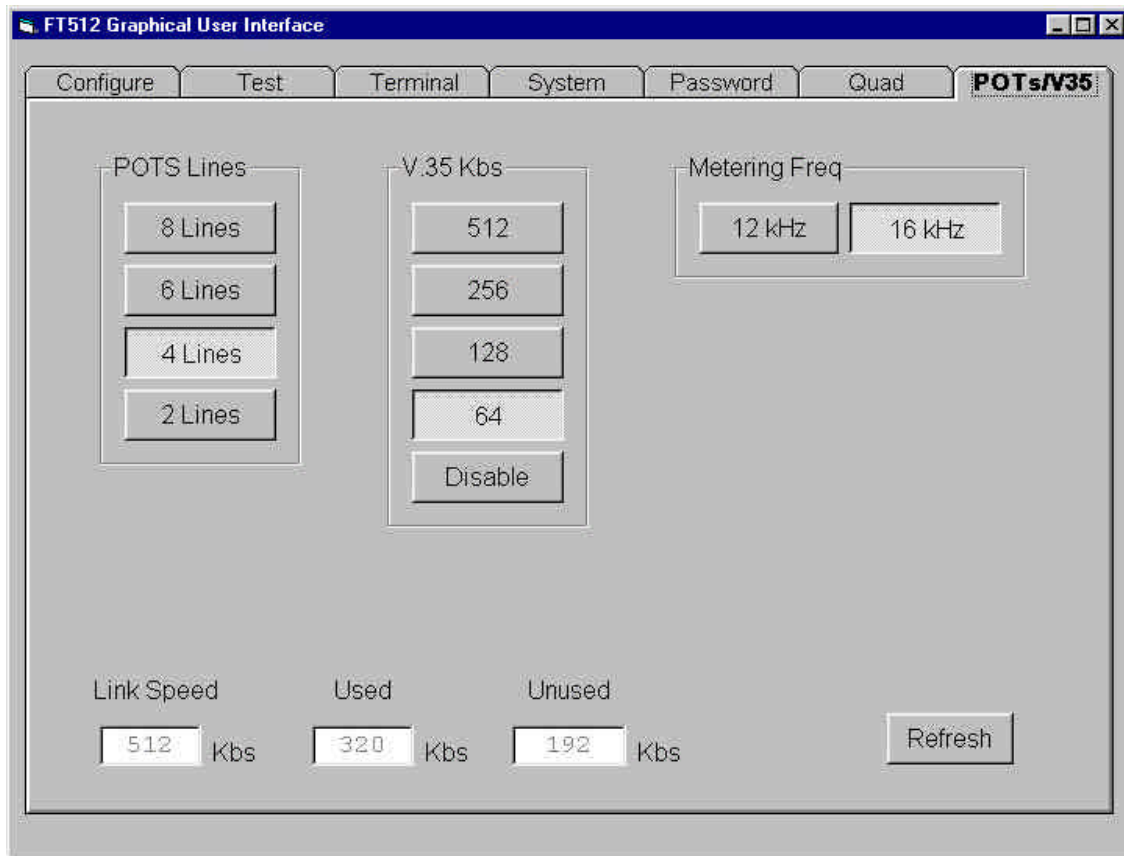 FT512 Graphical User Interface
Configure
Test
Terminal
System
Password
Quad
POTs/V35
POTS Lines
8 Lines
6 Lines
4 Lines
2 Lines
V.35 Kbs
512
256
128
64
Disable
Metering Freq
12 kHz
16 kHz
Link Speed
512 Kbs
Used
320 Kbs
Unused
192 Kbs
Refresh